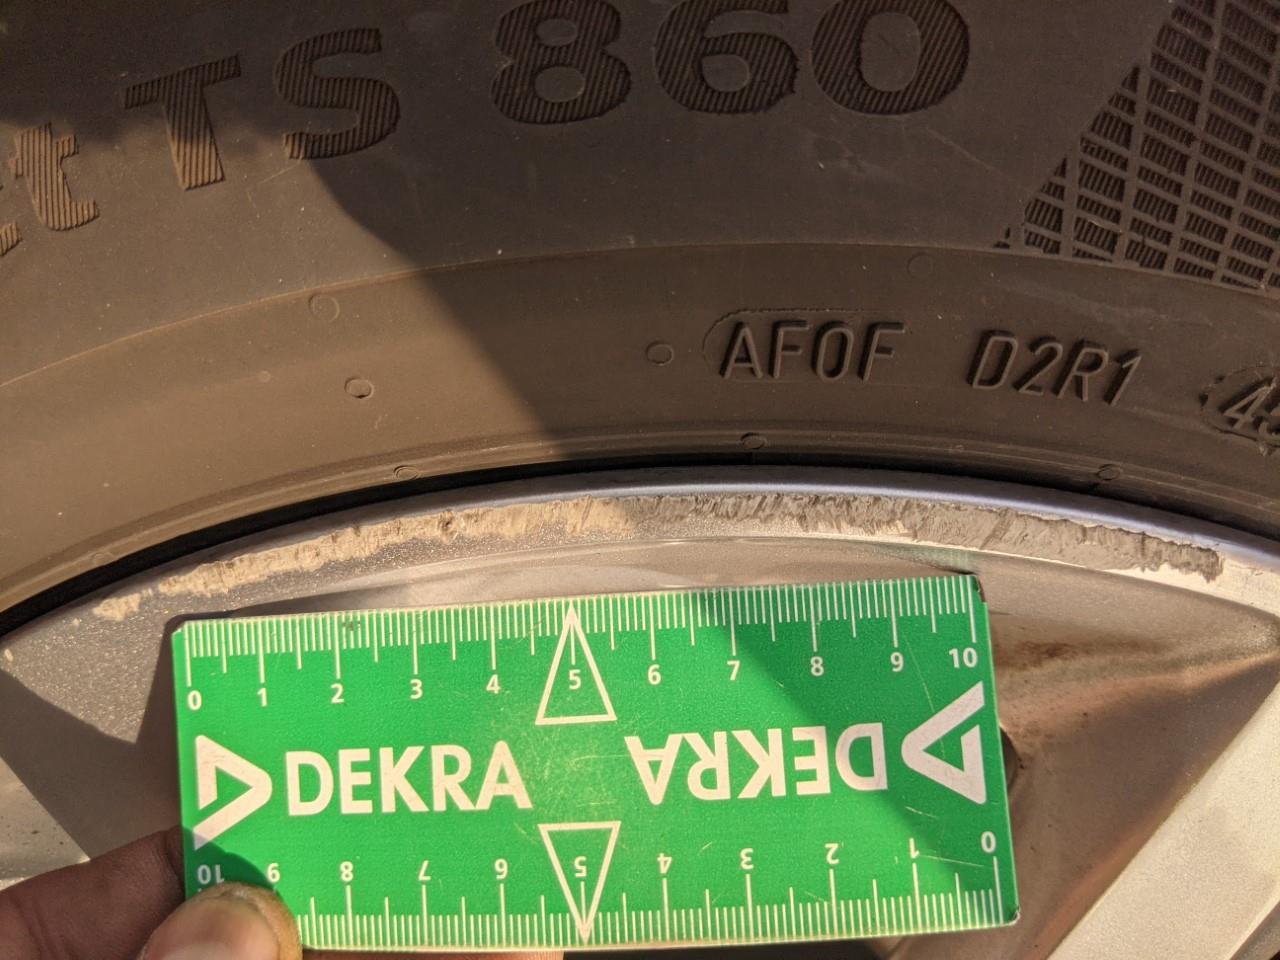 TS 860
AF0F D2R1
0 1 2 3 4 5 6 7 8 9 10
DEKRA DEKRA
10 9 8 7 6 5 4 3 2 1 0